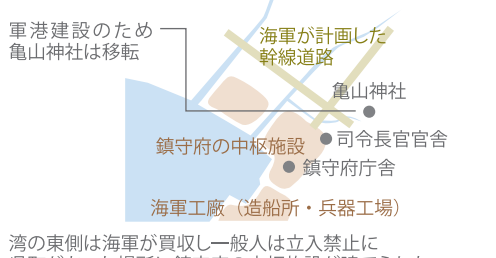 軍港建設のため
亀山神社は移転
海軍が計画した
幹線道路
亀山神社
司令長官官舎
鎮守府の中枢施設
鎮守府庁舎
海軍工廠（造船所・兵器工場）
湾の東側は海軍が買収し一般人は立入禁止に